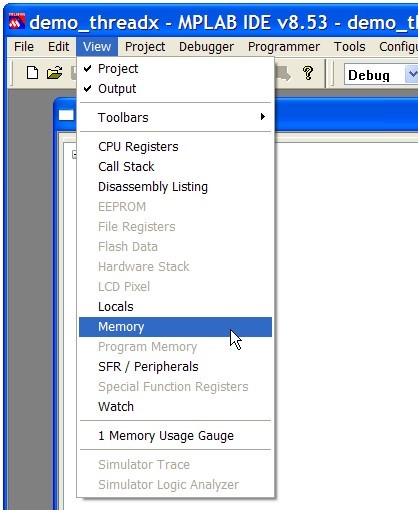 demo_threadx - MPLAB IDE v8.53 - demo_t
File Edit View Project Debugger Programmer Tools Configu
Debug
Project
Output
Toolbars
CPU Registers
Call Stack
Disassembly Listing
EEPROM
File Registers
Flash Data
Hardware Stack
LCD Pixel
Locals
Memory
Program Memory
SFR / Peripherals
Special Function Registers
Watch
1 Memory Usage Gauge
Simulator Trace
Simulator Logic Analyzer